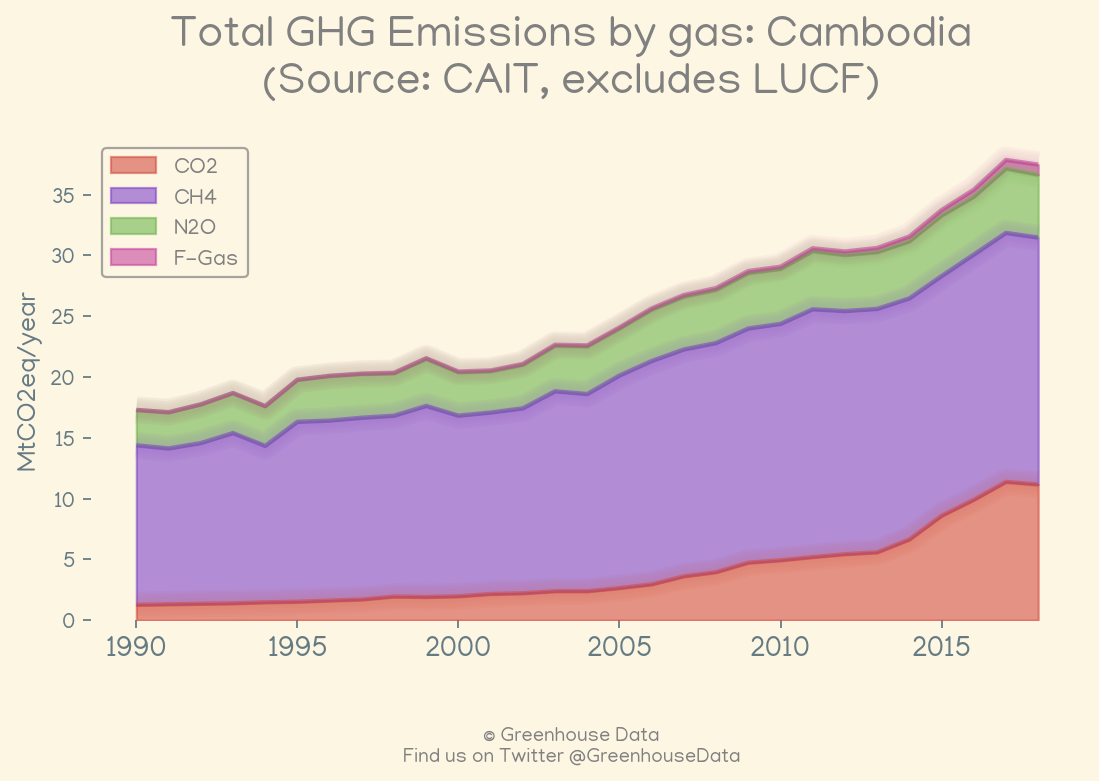 Total GHG Emissions by gas: Cambodia
(Source: CAIT, excludes LUCF)
CO2
CH4
N2O
F-Gas
MtCO2eq/year
35
30
25
20
15
10
5
0
1990 1995 2000 2005 2010 2015
© Greenhouse Data
Find us on Twitter @GreenhouseData